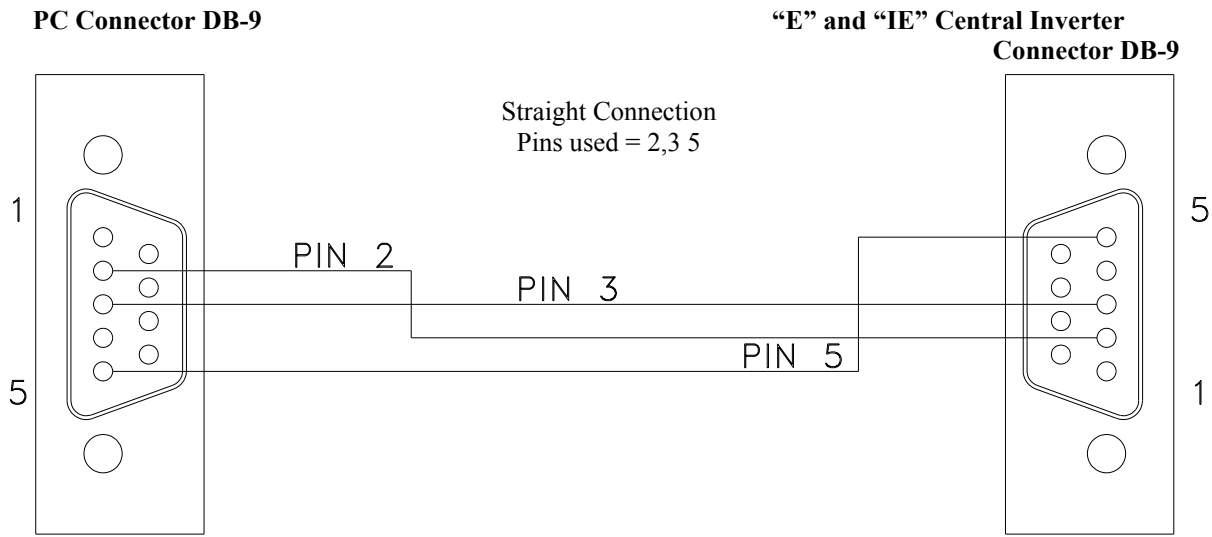 PC Connector DB-9
“E” and “IE” Central Inverter
Connector DB-9
Straight Connection
Pins used = 2,3 5
1
5
PIN 2
PIN 3
PIN 5
5
1